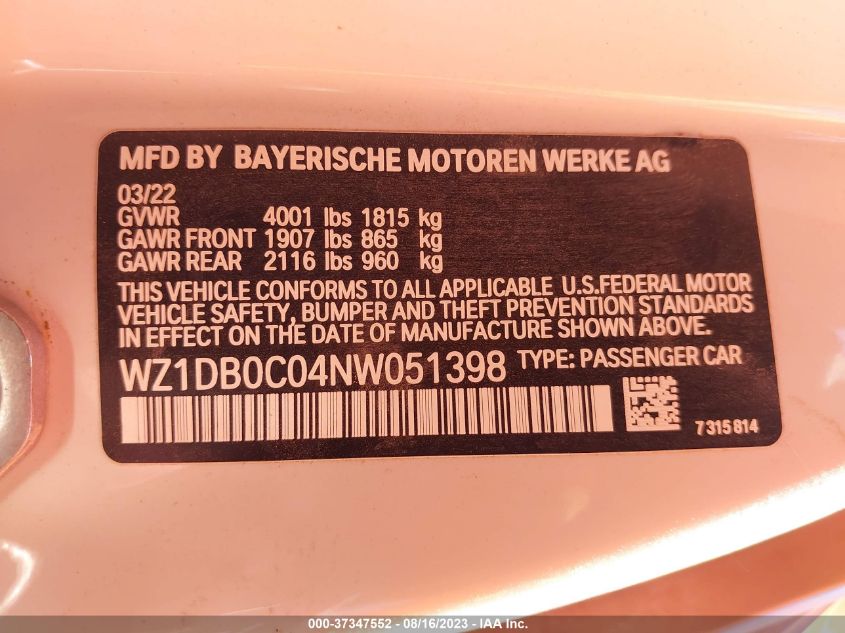 MFD BY BAYERISCHE MOTOREN WERKE AG
03/22
GVWR 4001 lbs 1815 kg
GAWR FRONT 1907 lbs 865 kg
GAWR REAR 2116 lbs 960 kg
THIS VEHICLE CONFORMS TO ALL APPLICABLE U.S.FEDERAL MOTOR
VEHICLE SAFETY, BUMPER AND THEFT PREVENTION STANDARDS
IN EFFECT ON THE DATE OF MANUFACTURE SHOWN ABOVE.
WZ1DB0C04NW051398 TYPE: PASSENGER CAR
7 315 814
000-37347552 - 08/16/2023 - IAA Inc.